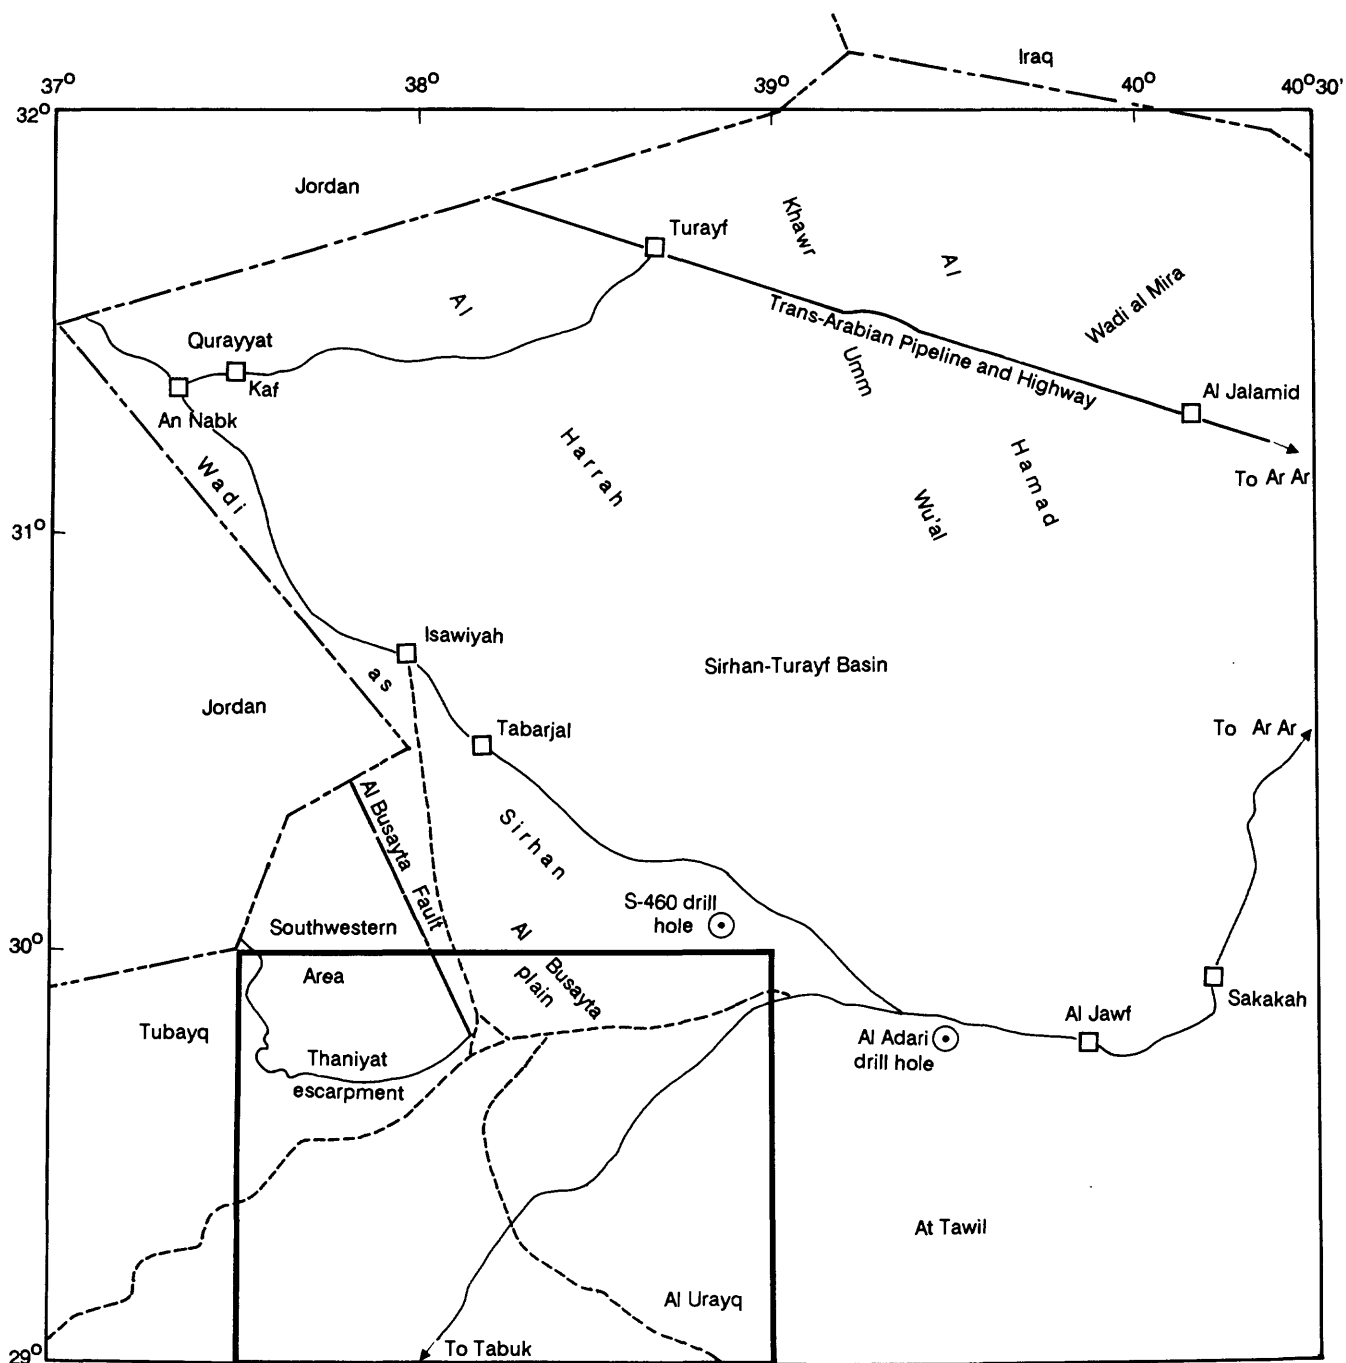 Iraq
37° 38° 39° 40° 40°30'
32°
Jordan
Khawr
Turayf
Al
Al
Wadi al Mira
Trans-Arabian Pipeline and Highway
Qurayyat
Umm
Kaf
Al Jalamid
An Nabk
Harrah
Hamad
Wadi
To Ar Ar
Wu'al
31°
Isawiyah
Sirhan-Turayf Basin
as
Jordan
Tabarjal
To Ar Ar
Al Busayta Fault
Sirhan
S-460 drill
hole
Southwestern
Al
30°
Area
Busayta
plain
Sakakah
Al Jawf
Tubayq
Al Adari
drill hole
Thaniyat
escarpment
At Tawil
Al Urayq
To Tabuk
29°